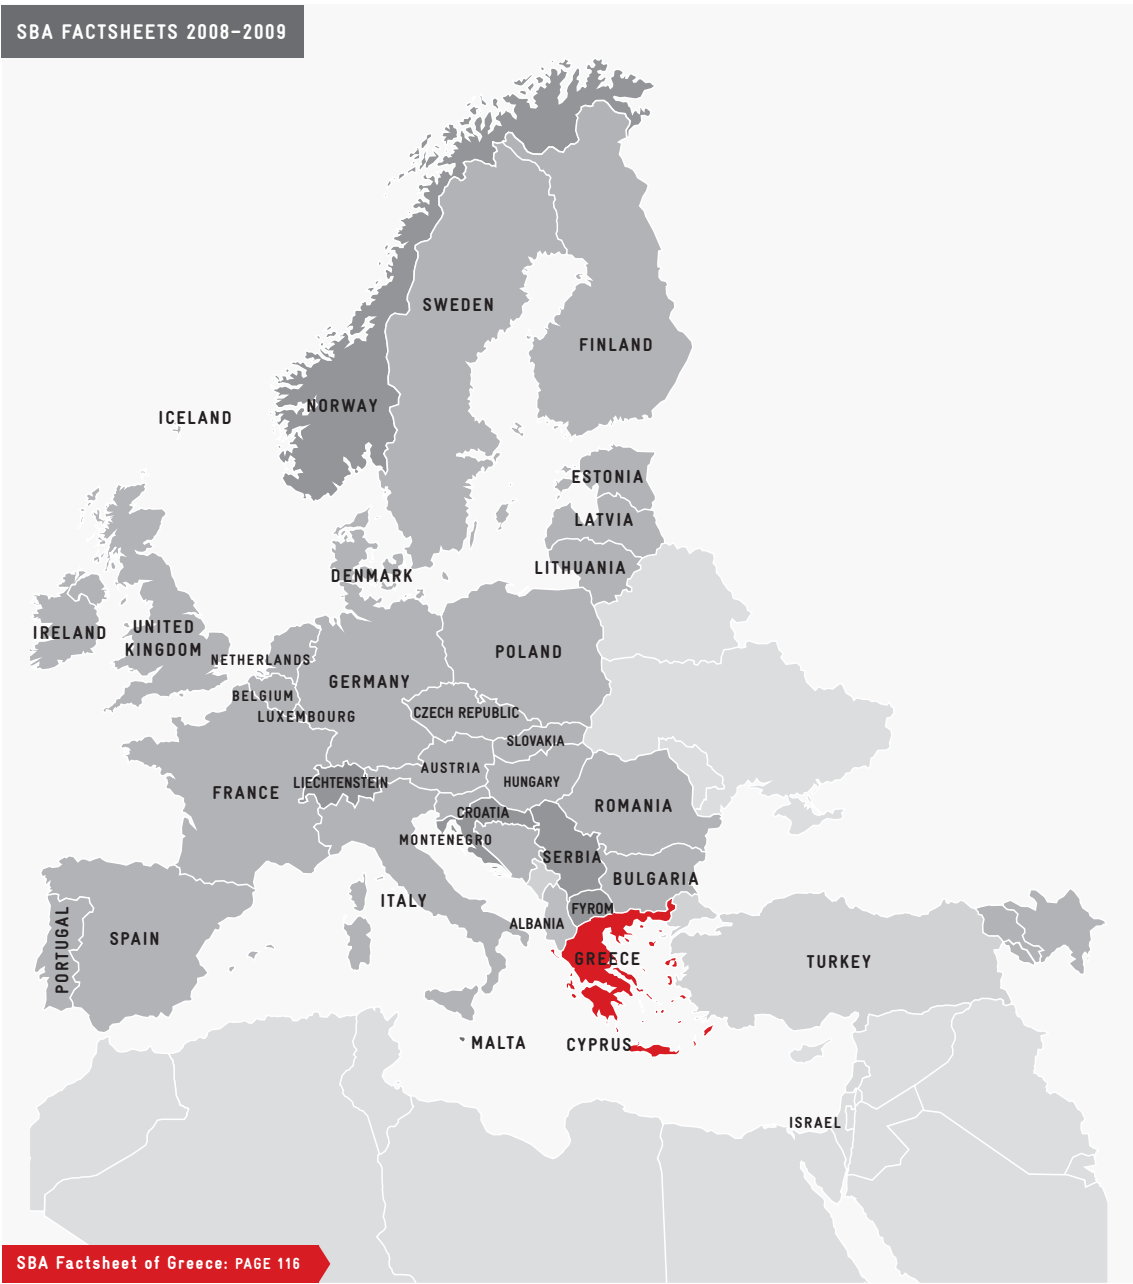 SBA FACTSHEETS 2008–2009
SWEDEN
FINLAND
NORWAY
ICELAND
ESTONIA
LATVIA
LITHUANIA
DENMARK
IRELAND
UNITED
KINGDOM
NETHERLANDS
POLAND
GERMANY
BELGIUM
LUXEMBOURG
CZECH REPUBLIC
SLOVAKIA
AUSTRIA
LIECHTENSTEIN
HUNGARY
FRANCE
ROMANIA
CROATIA
MONTENEGRO
SERBIA
BULGARIA
ITALY
FYROM
ALBANIA
PORTUGAL
SPAIN
GREECE
TURKEY
MALTA
CYPRUS
ISRAEL
SBA Factsheet of Greece: PAGE 116